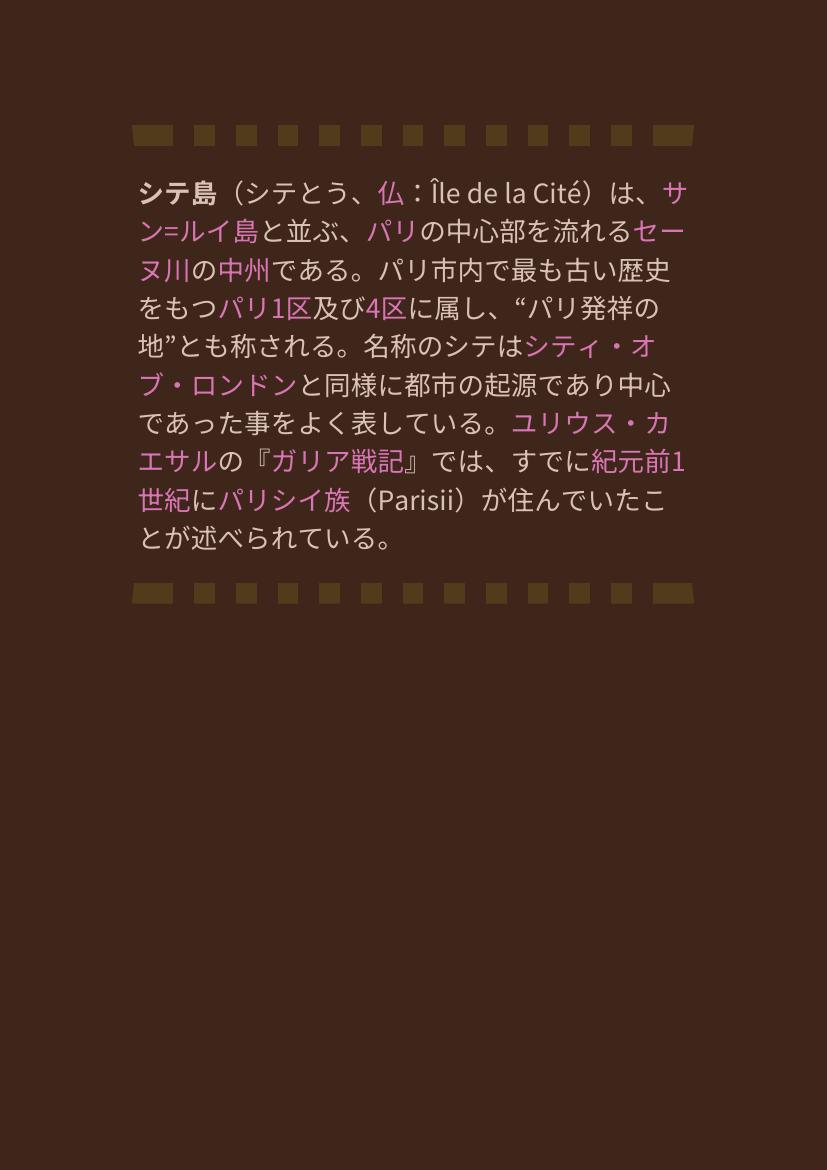 シテ島（シテとう、仏：Île de la Cité）は、サ
ン=ルイ島と並ぶ、パリの中心部を流れるセー
ヌ川の中州である。パリ市内で最も古い歴史
をもつパリ1区及び4区に属し、“パリ発祥の
地”とも称される。名称のシテはシティ・オ
ブ・ロンドンと同様に都市の起源であり中心
であった事をよく表している。ユリウス・カ
エサルの『ガリア戦記』では、すでに紀元前1
世紀にパリシイ族（Parisii）が住んでいたこ
とが述べられている。